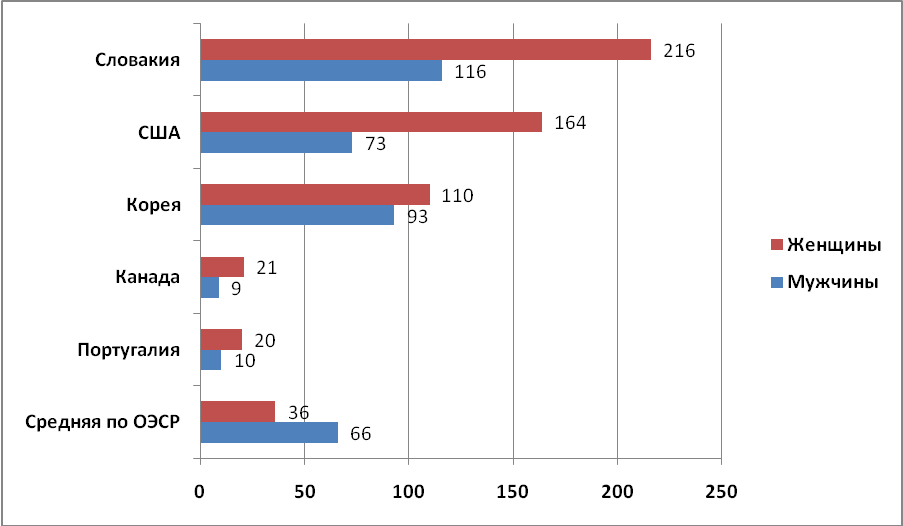 Словакия
216
116
США
164
73
Корея
110
93
Канада
21
9
Португалия
20
10
Средняя по ОЭСР
36
66
0 50 100 150 200 250
Женщины
Мужчины